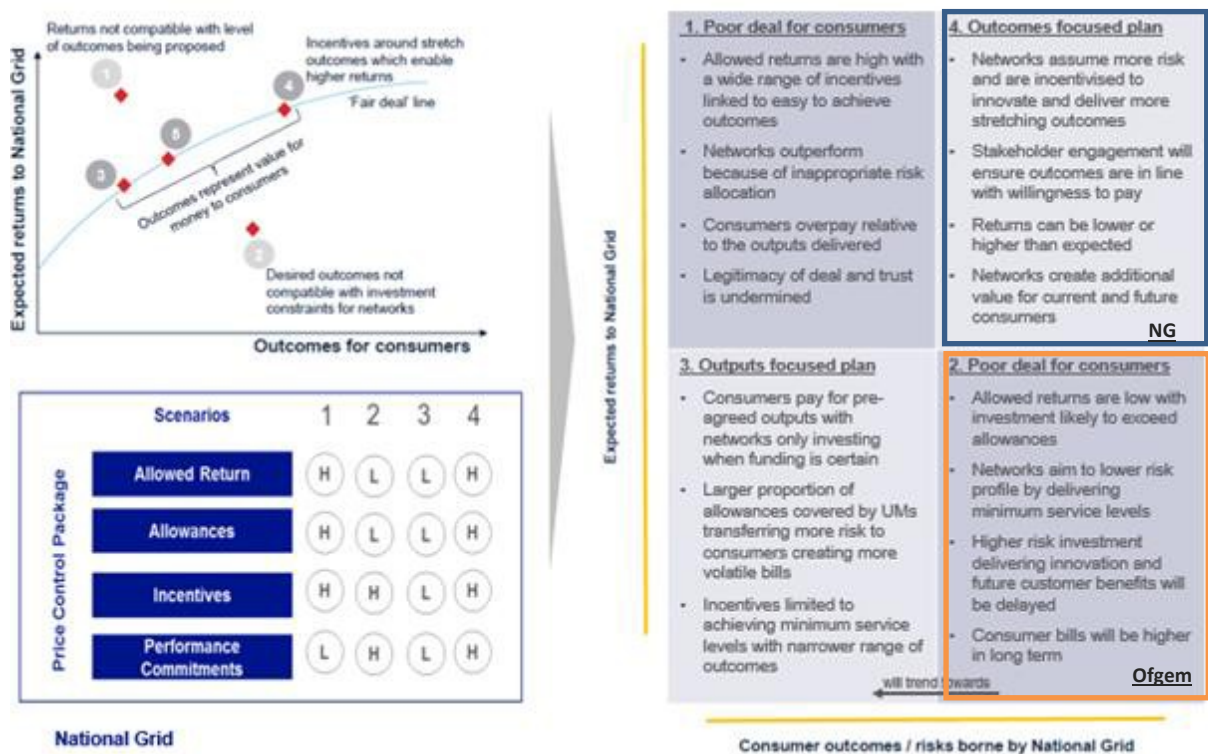 Returns not compatible with level
of outcomes being proposed
1
Incentives around stretch
outcomes which enable
higher returns
4
'Fair deal' line
5
3
Outcomes represent value for
money to consumers
2
Desired outcomes not
compatible with investment
constraints for networks
Expected returns to National Grid
Outcomes for consumers
Scenarios 1 2 3 4
Price Control Package
Allowed Return H L L H
Allowances H L L H
Incentives H H L H
Performance
Commitments L H L H
National Grid
Expected returns to National Grid
1. Poor deal for consumers
• Allowed returns are high with
a wide range of incentives
linked to easy to achieve
outcomes
• Networks outperform
because of inappropriate risk
allocation
• Consumers overpay relative
to the outputs delivered
• Legitimacy of deal and trust
is undermined
4. Outcomes focused plan
• Networks assume more risk
and are incentivised to
innovate and deliver more
stretching outcomes
• Stakeholder engagement will
ensure outcomes are in line
with willingness to pay
• Returns can be lower or
higher than expected
• Networks create additional
value for current and future
consumers
NG
3. Outputs focused plan
• Consumers pay for pre-
agreed outputs with
networks only investing
when funding is certain
• Larger proportion of
allowances covered by UMs
transferring more risk to
consumers creating more
volatile bills
• Incentives limited to
achieving minimum service
levels with narrower range of
outcomes
2. Poor deal for consumers
• Allowed returns are low with
investment likely to exceed
allowances
• Networks aim to lower risk
profile by delivering
minimum service levels
• Higher risk investment
delivering innovation and
future customer benefits will
be delayed
• Consumer bills will be higher
in long term
Ofgem
will trend towards
Consumer outcomes / risks borne by National Grid